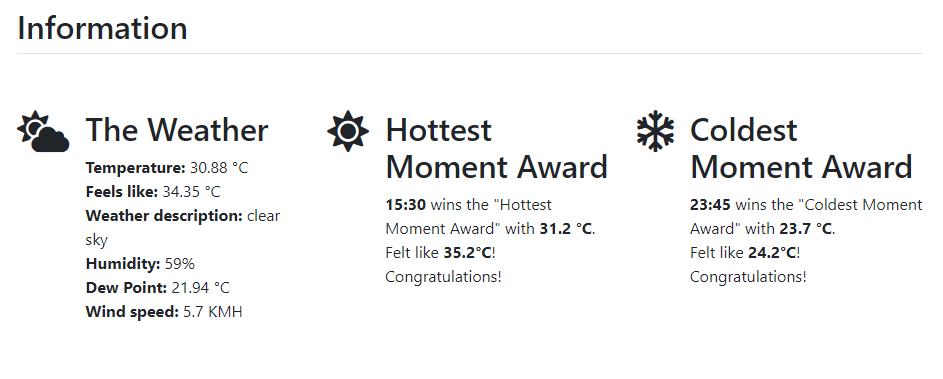 Information
The Weather
Temperature: 30.88 °C
Feels like: 34.35 °C
Weather description: clear
sky
Humidity: 59%
Dew Point: 21.94 °C
Wind speed: 5.7 KMH
Hottest
Moment Award
15:30 wins the "Hottest
Moment Award" with 31.2 °C.
Felt like 35.2°C!
Congratulations!
Coldest
Moment Award
23:45 wins the "Coldest Moment
Award" with 23.7 °C.
Felt like 24.2°C!
Congratulations!